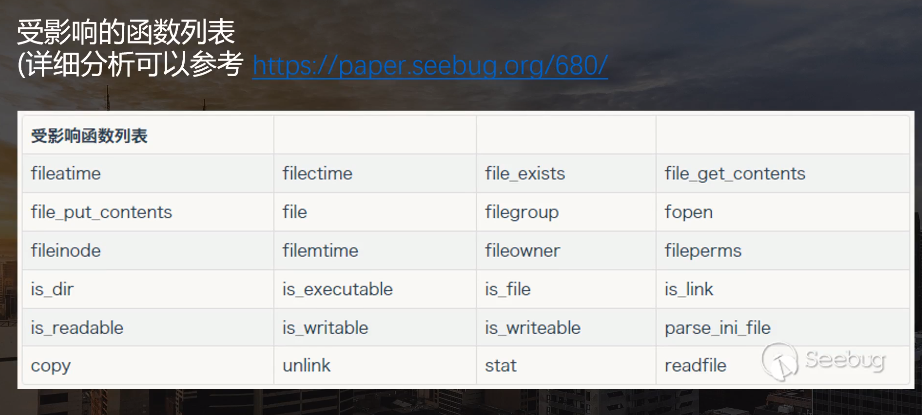 受影响的函数列表
(详细分析可以参考 https://paper.seebug.org/680/
受影响函数列表
fileatime filectime file_exists file_get_contents
file_put_contents file filegroup fopen
fileinode filemtime fileowner fileperms
is_dir is_executable is_file is_link
is_readable is_writable is_writeable parse_ini_file
copy unlink stat readfile
Seebug